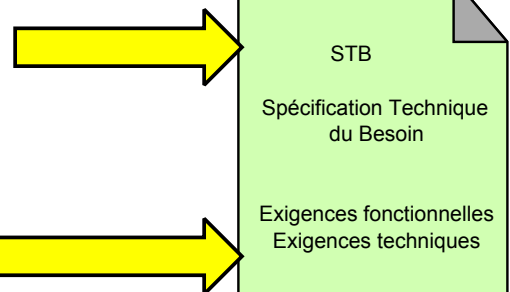 STB
Spécification Technique
du Besoin
Exigences fonctionnelles
Exigences techniques